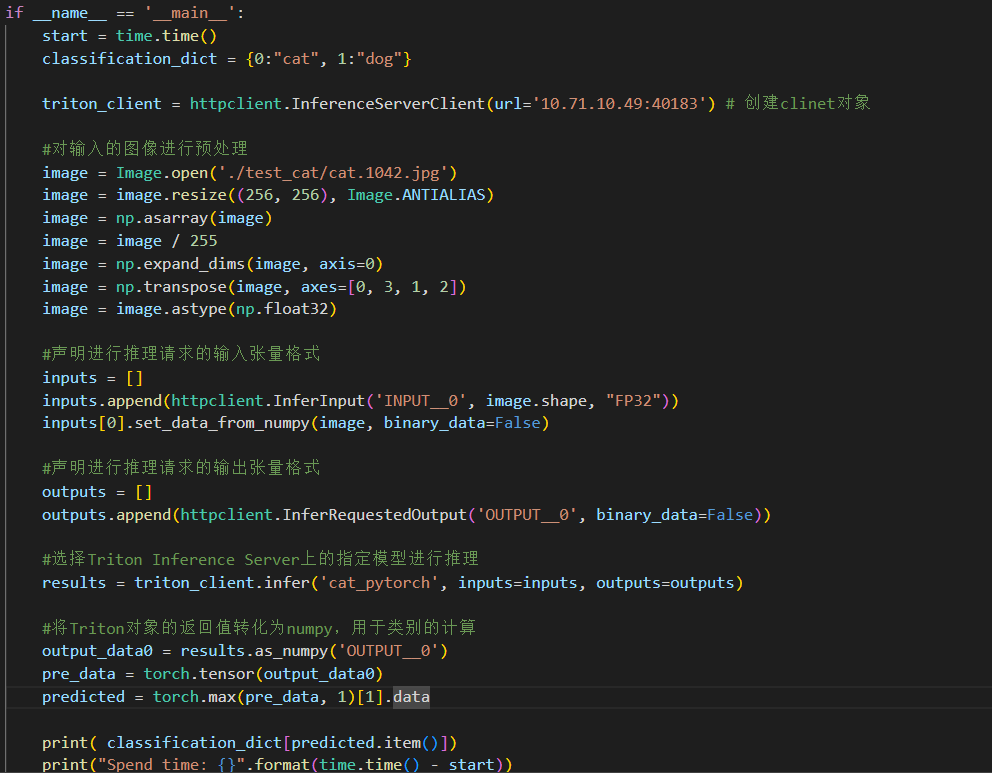 if __name__ == '__main__':
start = time.time()
classification_dict = {0:"cat", 1:"dog"}
triton_client = httpclient.InferenceServerClient(url='10.71.10.49:40183') # 创建clinet对象
#对输入的图像进行预处理
image = Image.open('./test_cat/cat.1042.jpg')
image = image.resize((256, 256), Image.ANTIALIAS)
image = np.asarray(image)
image = image / 255
image = np.expand_dims(image, axis=0)
image = np.transpose(image, axes=[0, 3, 1, 2])
image = image.astype(np.float32)
#声明进行推理请求的输入张量格式
inputs = []
inputs.append(httpclient.InferInput('INPUT__0', image.shape, "FP32"))
inputs[0].set_data_from_numpy(image, binary_data=False)
#声明进行推理请求的输出张量格式
outputs = []
outputs.append(httpclient.InferRequestedOutput('OUTPUT__0', binary_data=False))
#选择Triton Inference Server上的指定模型进行推理
results = triton_client.infer('cat_pytorch', inputs=inputs, outputs=outputs)
#将Triton对象的返回值转化为numpy，用于类别的计算
output_data0 = results.as_numpy('OUTPUT__0')
pre_data = torch.tensor(output_data0)
predicted = torch.max(pre_data, 1)[1].data
print( classification_dict[predicted.item()])
print("Spend time: {}".format(time.time() - start))